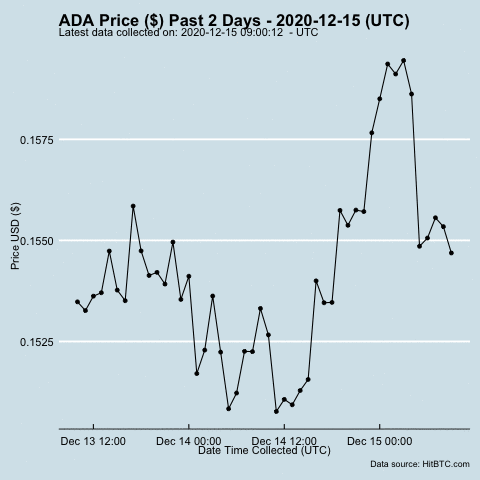 ADA Price ($) Past 2 Days - 2020-12-15 (UTC)
Latest data collected on: 2020-12-15 09:00:12  - UTC
Price USD ($)
0.1575
0.1550
0.1525
Dec 13 12:00
Dec 14 00:00
Dec 14 12:00
Dec 15 00:00
Date Time Collected (UTC)
Data source: HitBTC.com